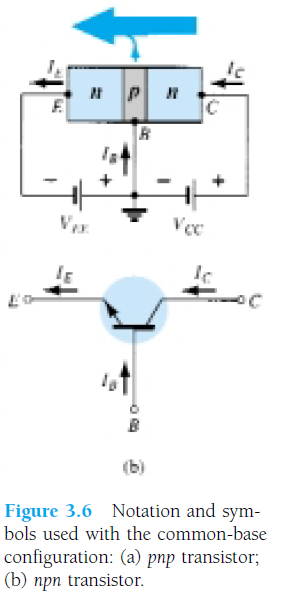 I_E I_C
n p n
E C
B
I_B
− + − +
V_EE V_CC
I_E I_C
E C
I_B
B
(b)
Figure 3.6 Notation and sym-
bols used with the common-base
configuration: (a) pnp transistor;
(b) npn transistor.